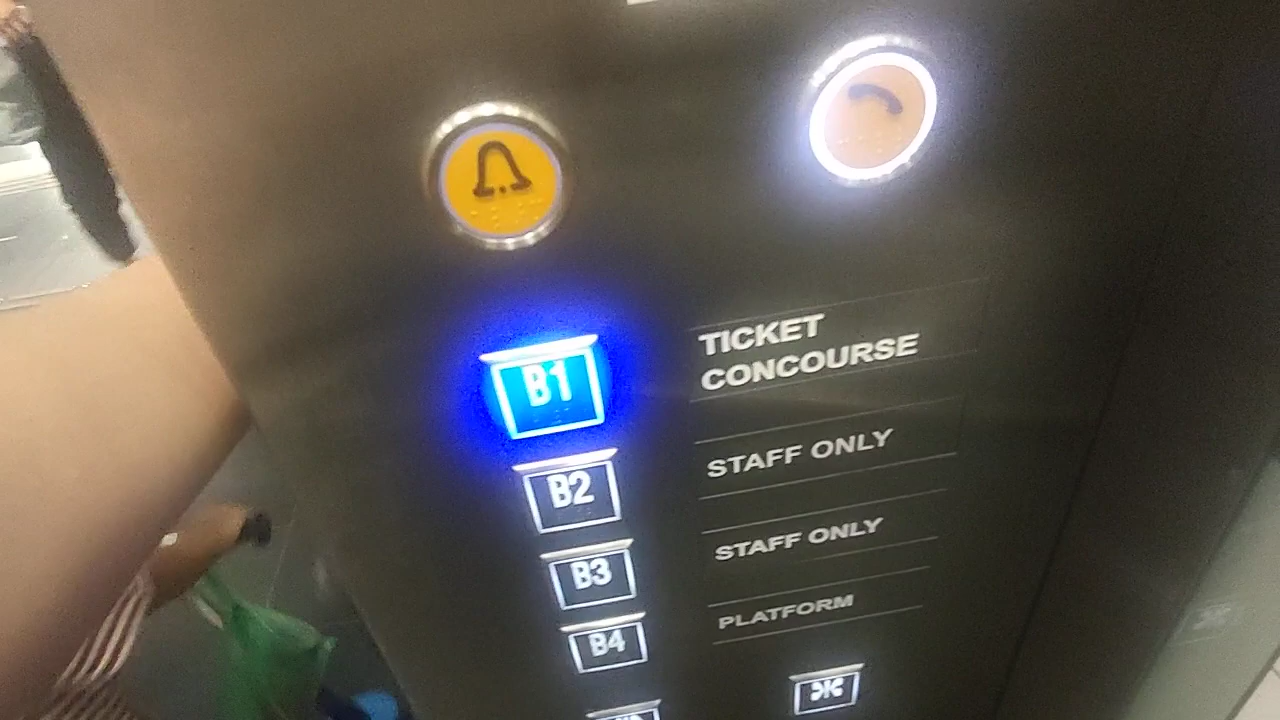 B1 TICKET
CONCOURSE
B2 STAFF ONLY
B3 STAFF ONLY
B4 PLATFORM